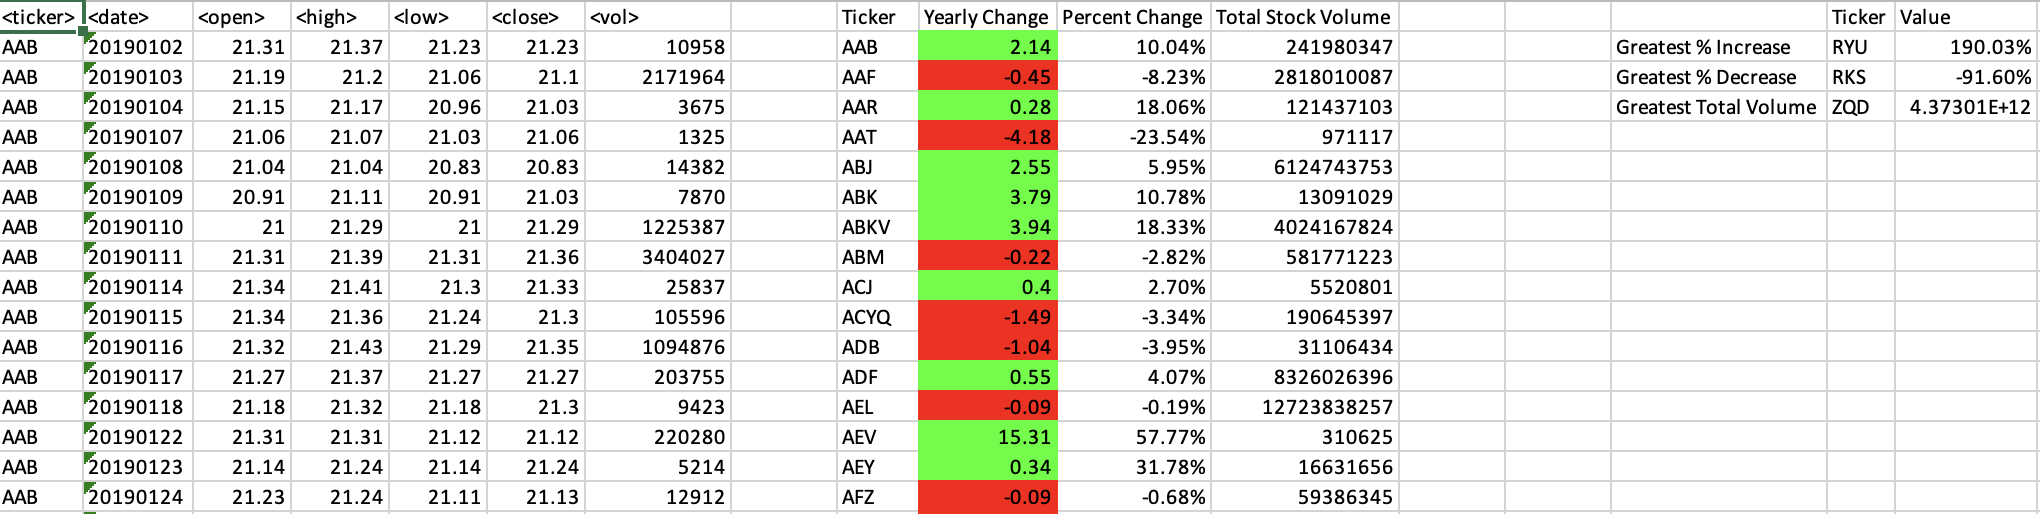 <ticker> <date> <open> <high> <low> <close> <vol> Ticker Yearly Change Percent Change Total Stock Volume Ticker Value
AAB 20190102 21.31 21.37 21.23 21.23 10958 AAB 2.14 10.04% 241980347 Greatest % Increase RYU 190.03%
AAB 20190103 21.19 21.2 21.06 21.1 2171964 AAF -0.45 -8.23% 2818010087 Greatest % Decrease RKS -91.60%
AAB 20190104 21.15 21.17 20.96 21.03 3675 AAR 0.28 18.06% 121437103 Greatest Total Volume ZQD 4.37301E+12
AAB 20190107 21.06 21.07 21.03 21.06 1325 AAT -4.18 -23.54% 971117
AAB 20190108 21.04 21.04 20.83 20.83 14382 ABJ 2.55 5.95% 6124743753
AAB 20190109 20.91 21.11 20.91 21.03 7870 ABK 3.79 10.78% 13091029
AAB 20190110 21 21.29 21 21.29 1225387 ABKV 3.94 18.33% 4024167824
AAB 20190111 21.31 21.39 21.31 21.36 3404027 ABM -0.22 -2.82% 581771223
AAB 20190114 21.34 21.41 21.3 21.33 25837 ACJ 0.4 2.70% 5520801
AAB 20190115 21.34 21.36 21.24 21.3 105596 ACYQ -1.49 -3.34% 190645397
AAB 20190116 21.32 21.43 21.29 21.35 1094876 ADB -1.04 -3.95% 31106434
AAB 20190117 21.27 21.37 21.27 21.27 203755 ADF 0.55 4.07% 8326026396
AAB 20190118 21.18 21.32 21.18 21.3 9423 AEL -0.09 -0.19% 12723838257
AAB 20190122 21.31 21.31 21.12 21.12 220280 AEV 15.31 57.77% 310625
AAB 20190123 21.14 21.24 21.14 21.24 5214 AEY 0.34 31.78% 16631656
AAB 20190124 21.23 21.24 21.11 21.13 12912 AFZ -0.09 -0.68% 59386345